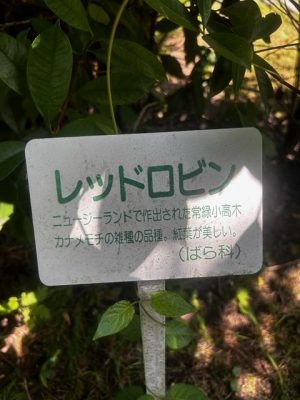 レッドロビン
ニュージーランドで作出された常緑小高木
カナメモチの雑種の品種。紅葉が美しい。
（ばら科）